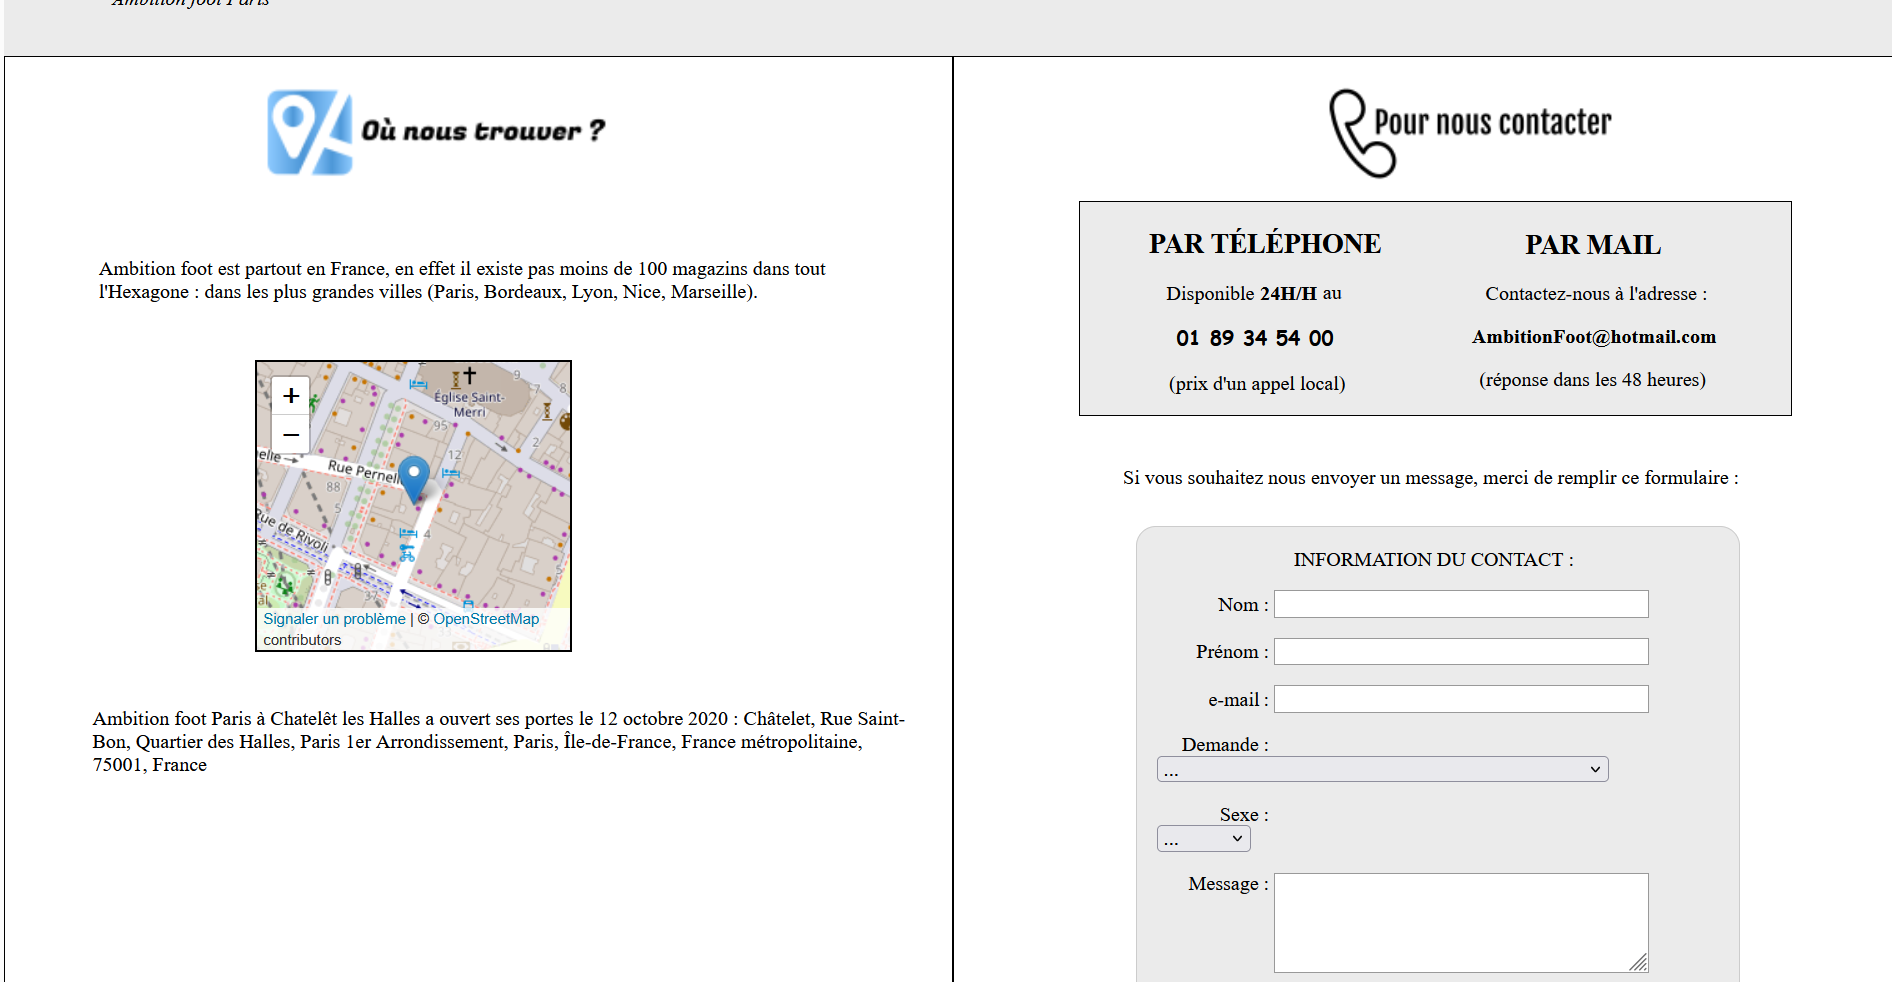 Ambition foot Paris
Où nous trouver ?
Ambition foot est partout en France, en effet il existe pas moins de 100 magazins dans tout
l'Hexagone : dans les plus grandes villes (Paris, Bordeaux, Lyon, Nice, Marseille).
+
−
Église Saint-
Merri
9
7
8
95
2
12
elle
Rue Pernelle
88
5
Rue de Rivoli
4
5
37
33
Signaler un problème | © OpenStreetMap
contributors
Ambition foot Paris à Chatelêt les Halles a ouvert ses portes le 12 octobre 2020 : Châtelet, Rue Saint-
Bon, Quartier des Halles, Paris 1er Arrondissement, Paris, Île-de-France, France métropolitaine,
75001, France
Pour nous contacter
PAR TÉLÉPHONE
Disponible 24H/H au
01 89 34 54 00
(prix d'un appel local)
PAR MAIL
Contactez-nous à l'adresse :
AmbitionFoot@hotmail.com
(réponse dans les 48 heures)
Si vous souhaitez nous envoyer un message, merci de remplir ce formulaire :
INFORMATION DU CONTACT :
Nom :
Prénom :
e-mail :
Demande :
...
Sexe :
...
Message :